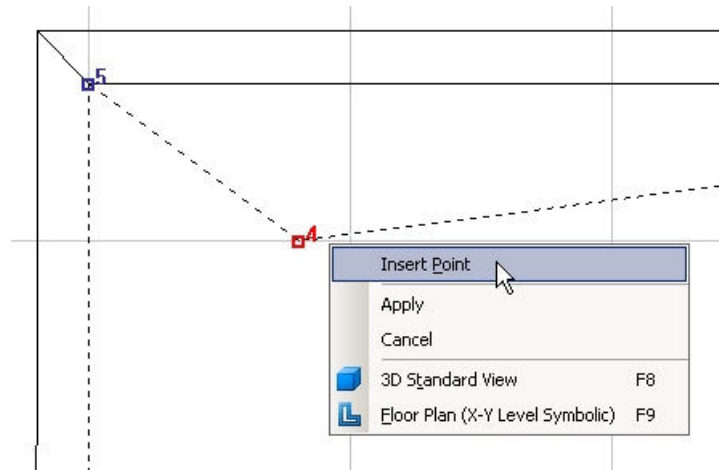 5
4
Insert Point
Apply
Cancel
3D Standard View F8
Floor Plan (X-Y Level Symbolic) F9